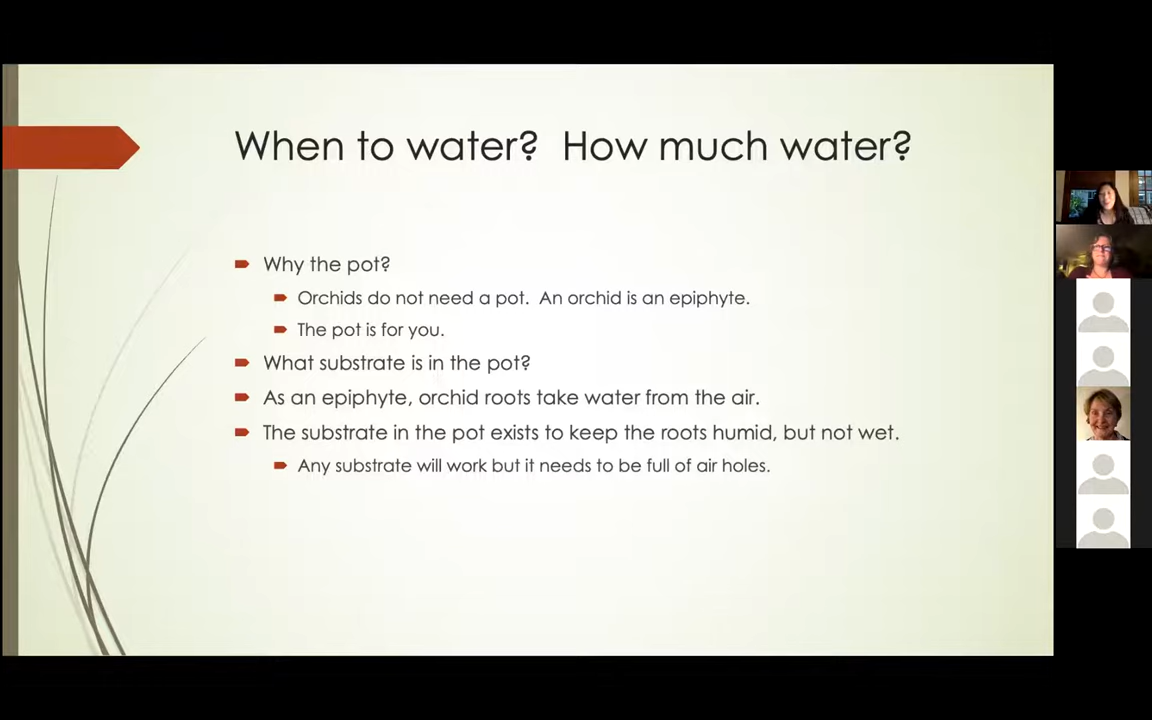 When to water?  How much water?
Why the pot?
Orchids do not need a pot.  An orchid is an epiphyte.
The pot is for you.
What substrate is in the pot?
As an epiphyte, orchid roots take water from the air.
The substrate in the pot exists to keep the roots humid, but not wet.
Any substrate will work but it needs to be full of air holes.